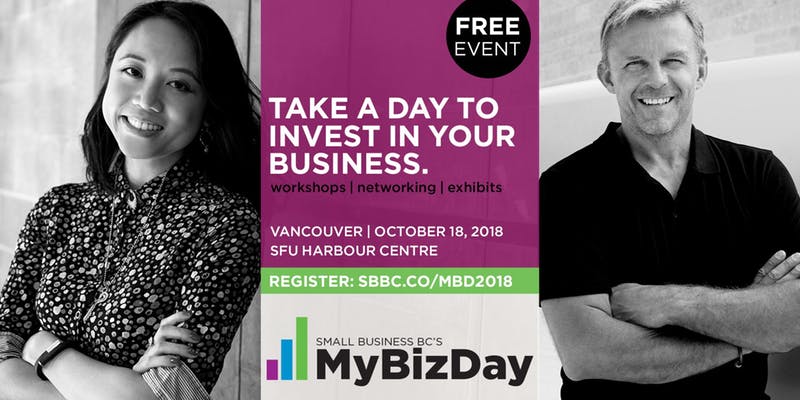 FREE
EVENT
TAKE A DAY TO
INVEST IN YOUR
BUSINESS.
workshops | networking | exhibits
VANCOUVER | OCTOBER 18, 2018
SFU HARBOUR CENTRE
REGISTER: SBBC.CO/MBD2018
SMALL BUSINESS BC'S
MyBizDay